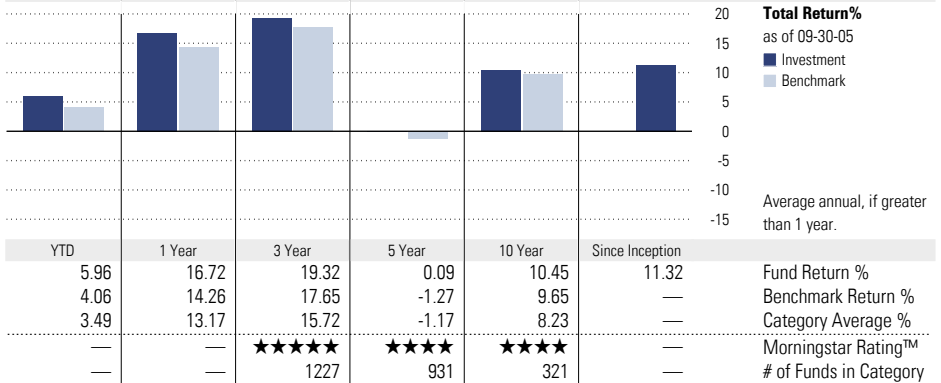 20
15
10
5
0
-5
-10
-15
Total Return%
as of 09-30-05
Investment
Benchmark
Average annual, if greater
than 1 year.
YTD 1 Year 3 Year 5 Year 10 Year Since Inception
5.96 16.72 19.32 0.09 10.45 11.32 Fund Return %
4.06 14.26 17.65 -1.27 9.65 — Benchmark Return %
3.49 13.17 15.72 -1.17 8.23 — Category Average %
— — ★★★★★ ★★★★ ★★★★ — Morningstar Rating™
— — 1227 931 321 — # of Funds in Category